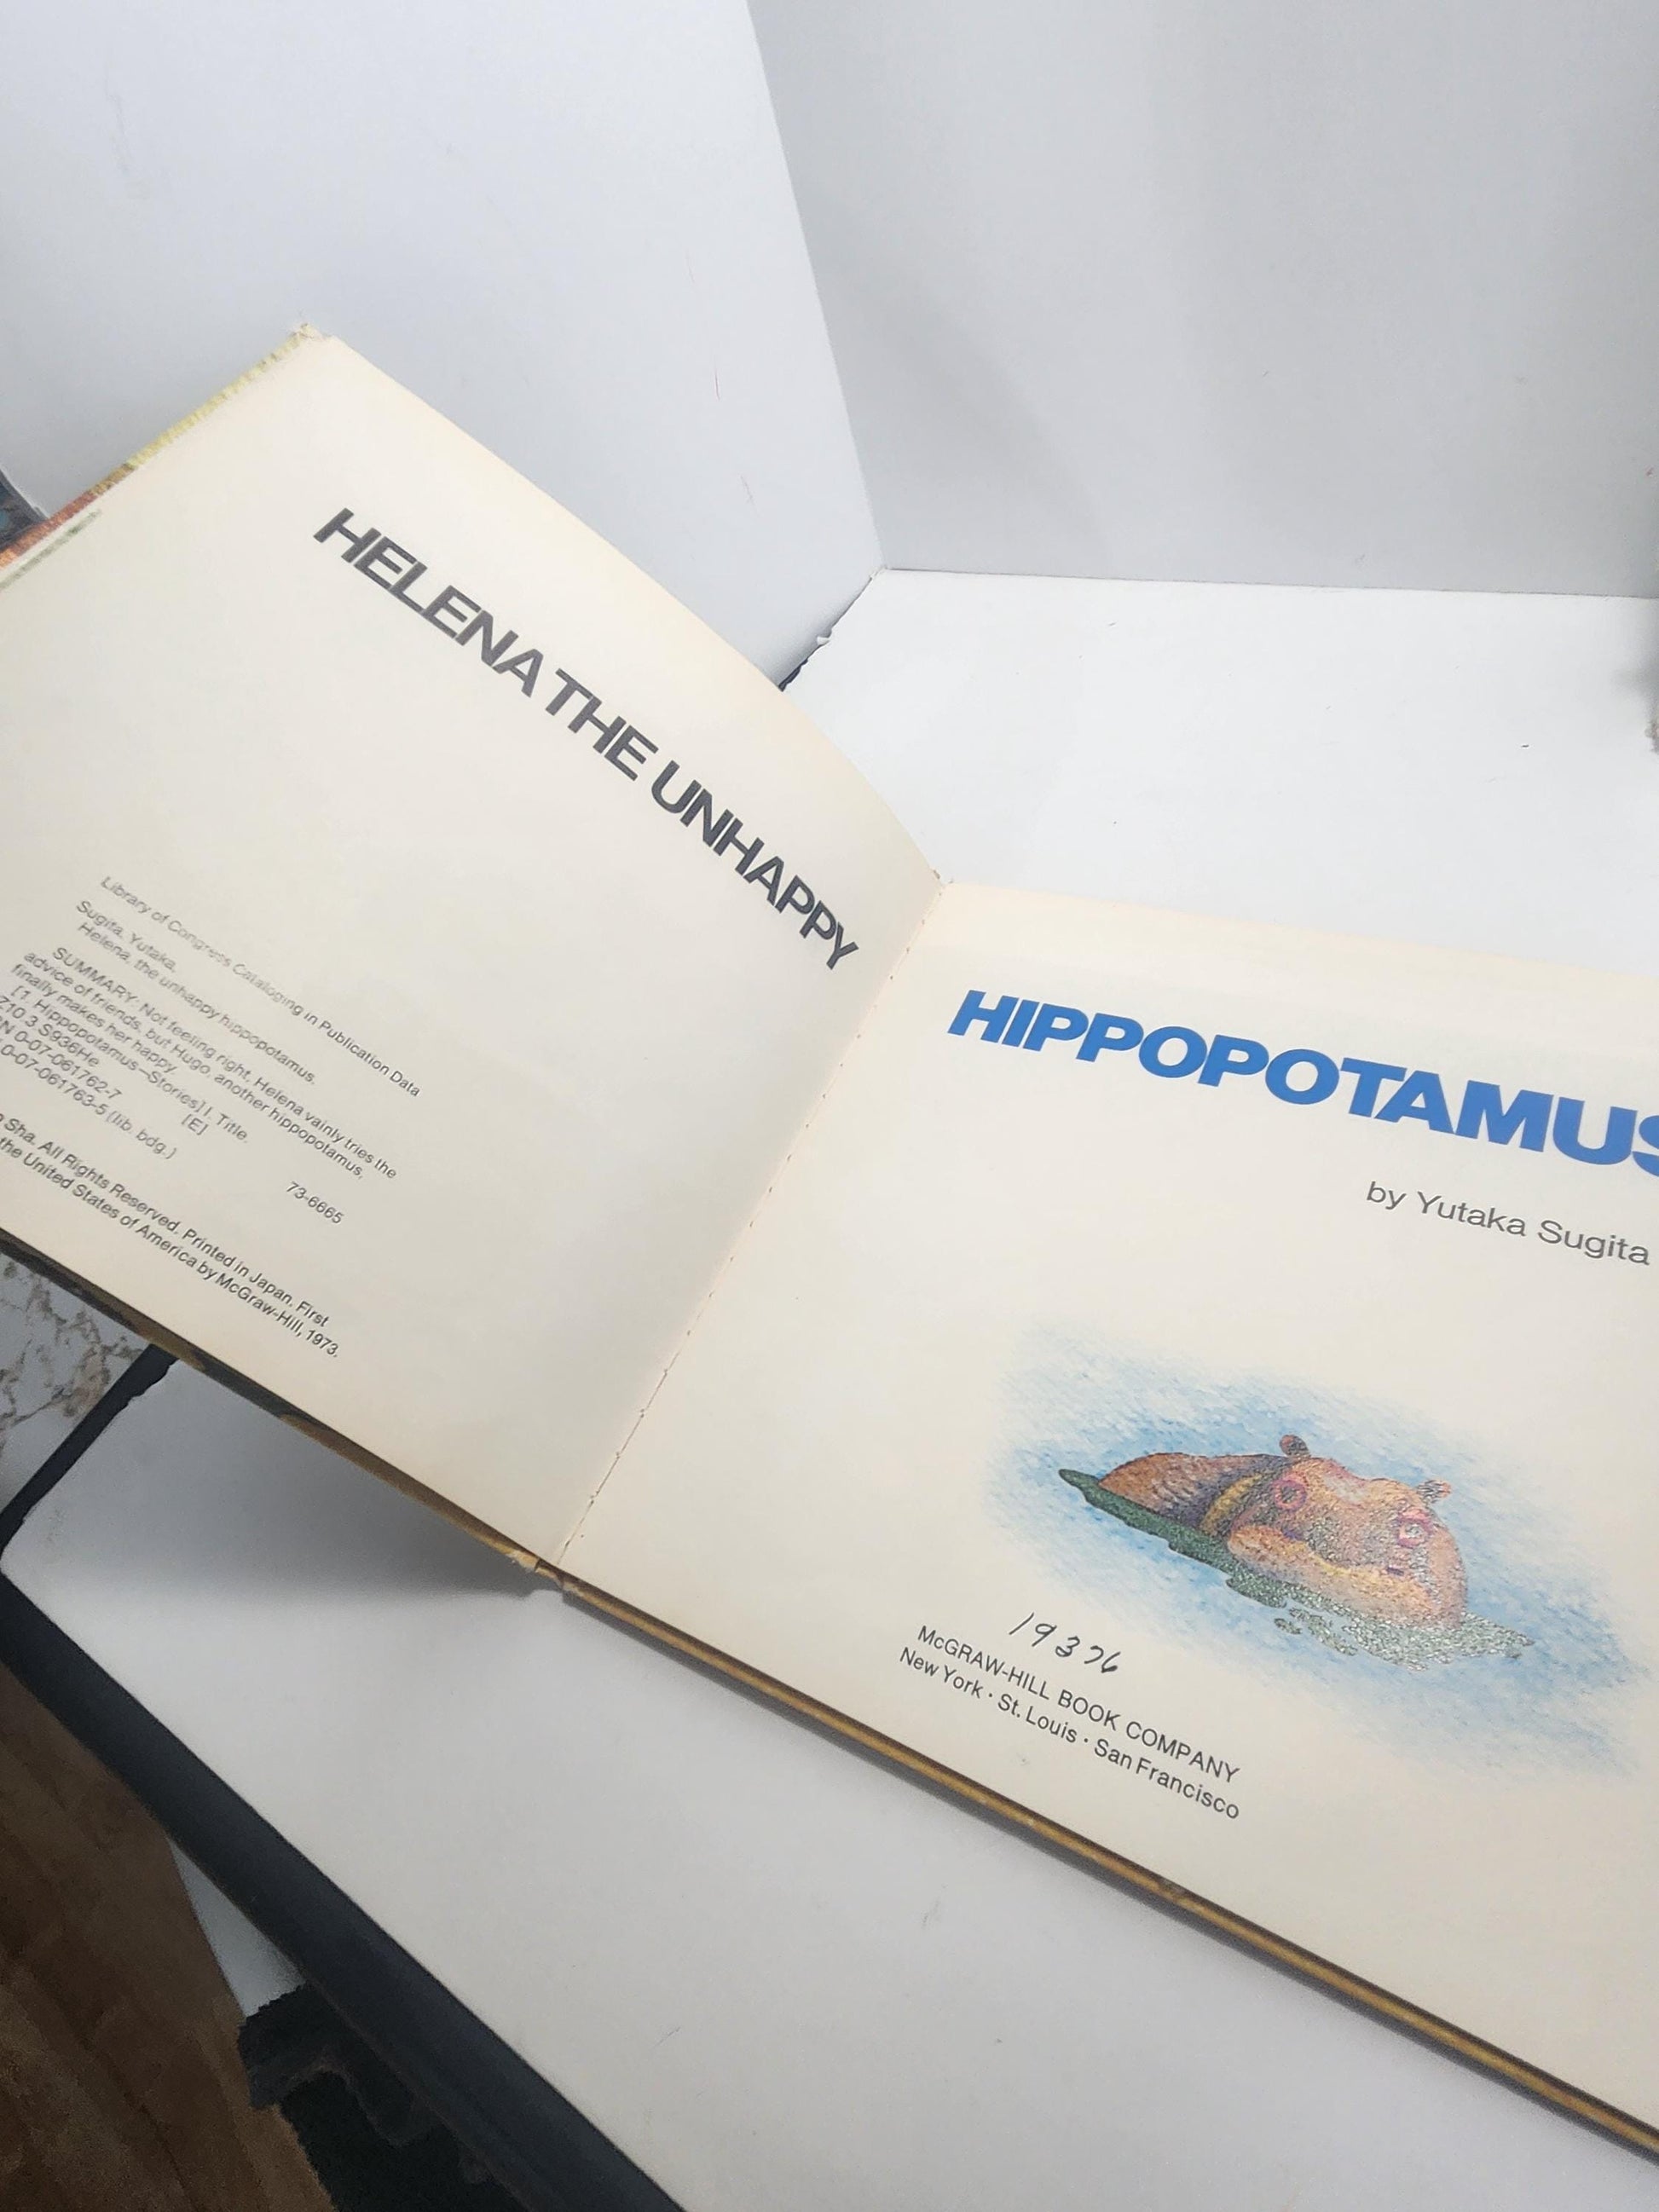 HELENA THE UNHAPPY
Library of Congress Cataloging in Publication Data
Sugita, Yutaka.
Helena, the unhappy hippopotamus.
SUMMARY: Not feeling right, Helena vainly tries the
advice of friends, but Hugo, another hippopotamus,
finally makes her happy.
[1. Hippopotamus—Stories] I. Title.
Z10.3 S936He [E] 73-6665
0-07-061762-7
0-07-061763-5 (lib. bdg.)
Sha. All Rights Reserved. Printed in Japan. First
the United States of America by McGraw-Hill, 1973.
HIPPOPOTAMUS
by Yutaka Sugita
19376
McGRAW-HILL BOOK COMPANY
New York · St. Louis · San Francisco